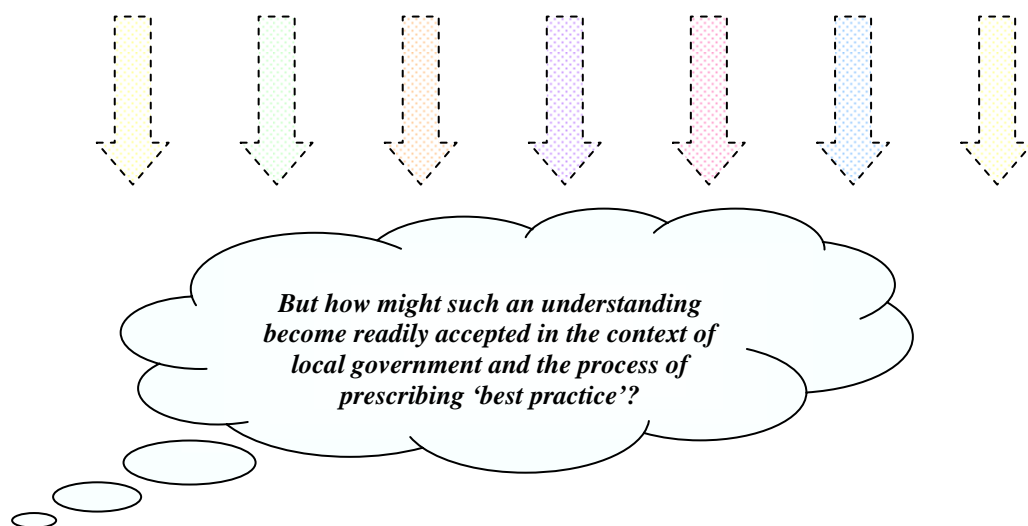 But how might such an understanding
become readily accepted in the context of
local government and the process of
prescribing ‘best practice’?